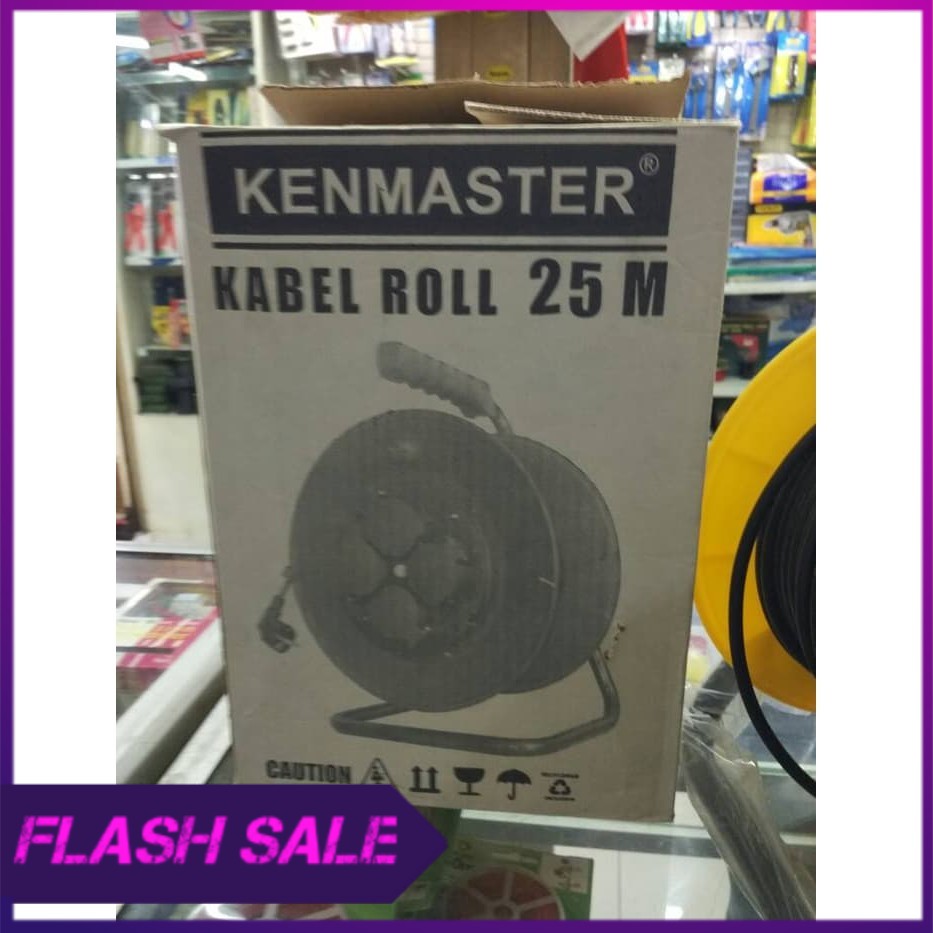 KENMASTER®
KABEL ROLL 25 M
CAUTION
FLASH SALE